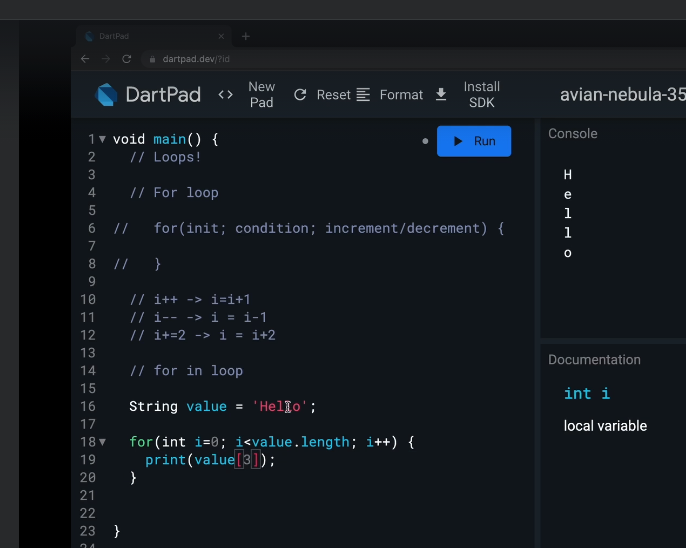 DartPad
dartpad.dev/?id
DartPad
<> New Pad
Reset
Format
Install SDK
avian-nebula-35
1 void main() {
2 // Loops!
3
4 // For loop
5
6 // for(init; condition; increment/decrement) {
7
8 // }
9
10 // i++ -> i=i+1
11 // i-- -> i = i-1
12 // i+=2 -> i = i+2
13
14 // for in loop
15
16 String value = 'Hello';
17
18 for(int i=0; i<value.length; i++) {
19 print(value[3]);
20 }
21
22
23 }
24
Run
Console
H
e
l
l
o
Documentation
int i
local variable